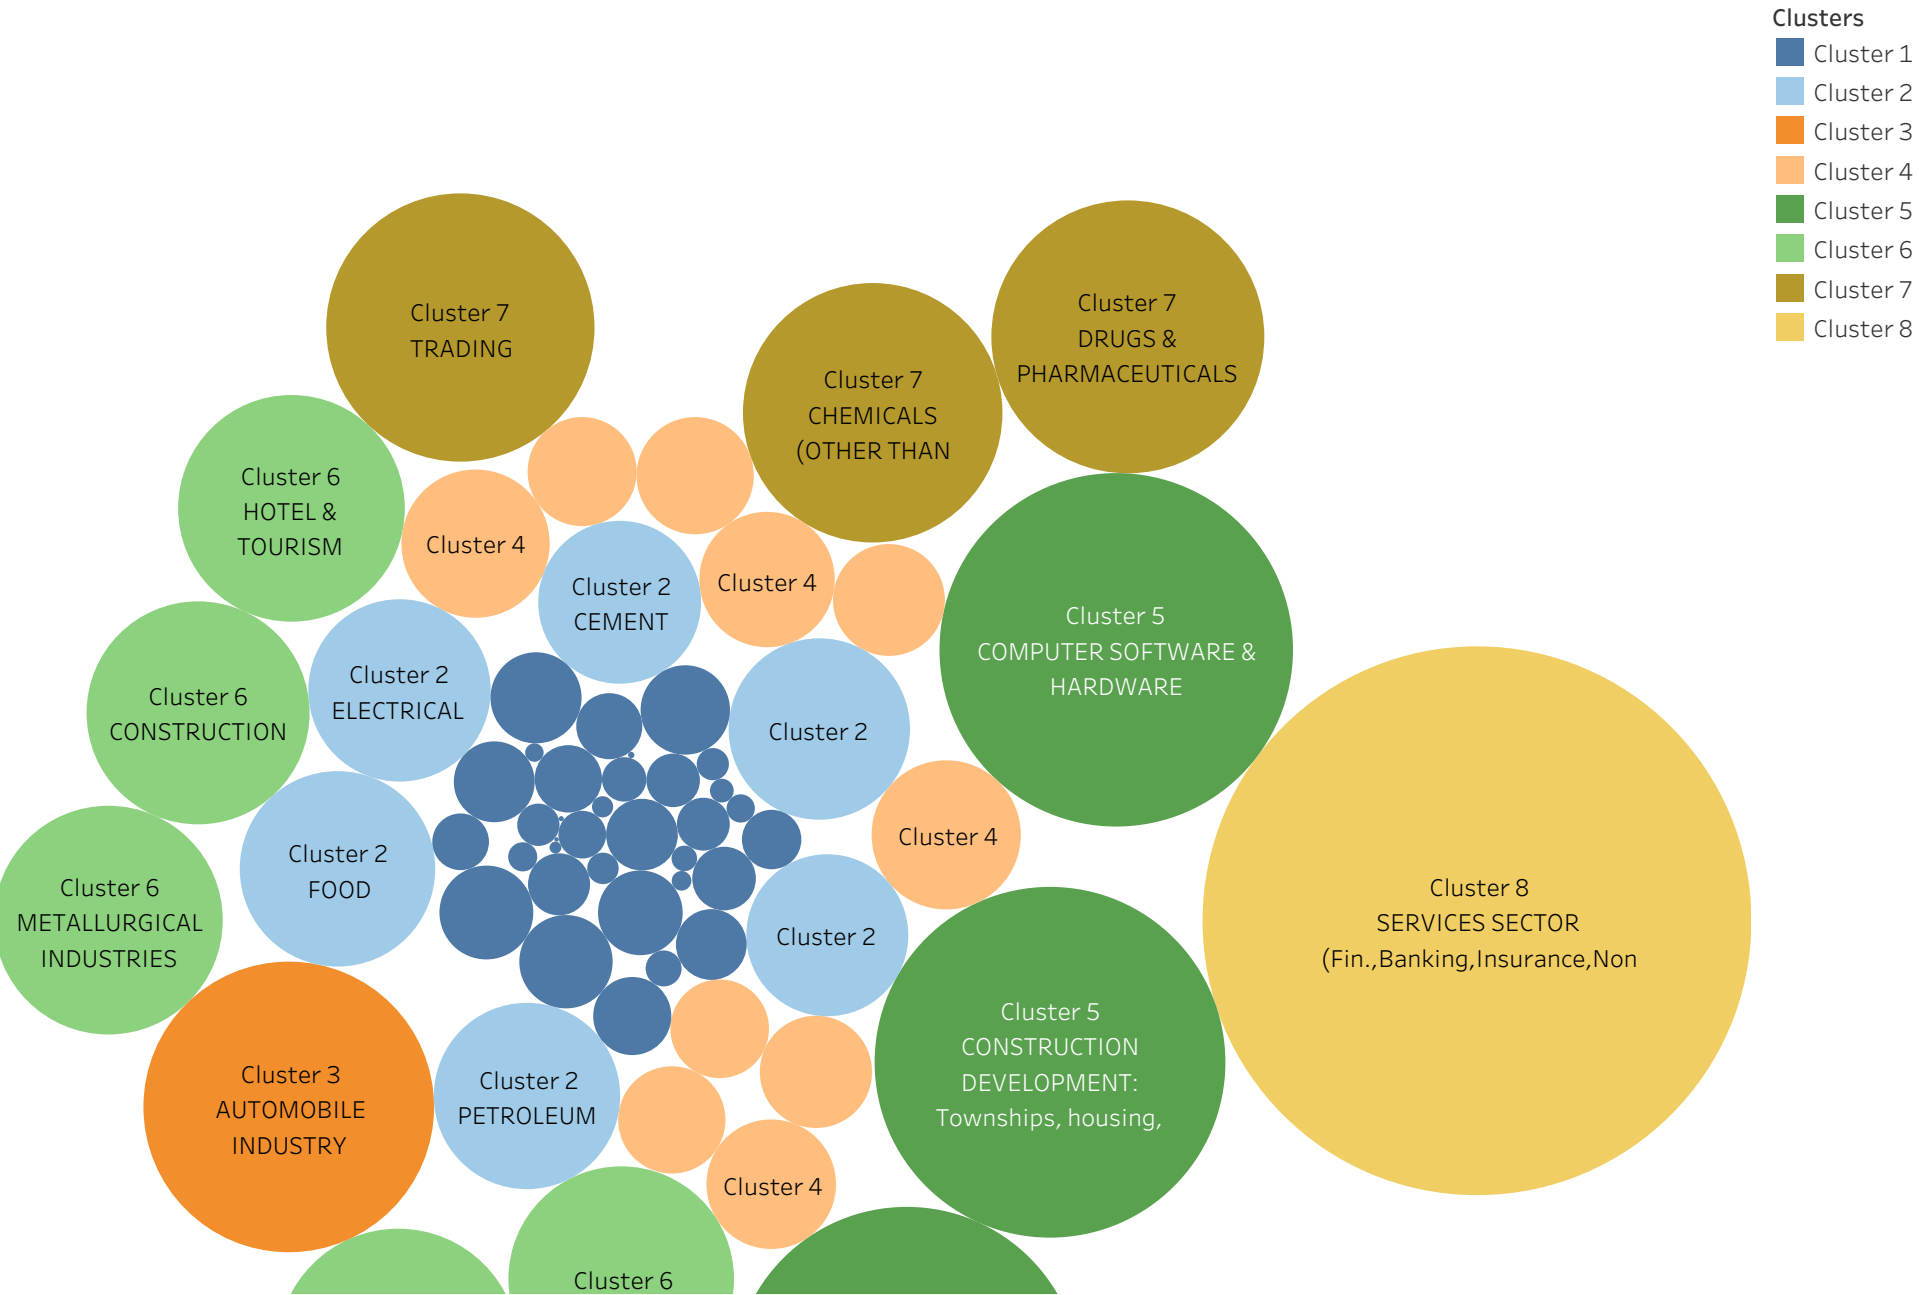 Clusters
Cluster 1
Cluster 2
Cluster 3
Cluster 4
Cluster 5
Cluster 6
Cluster 7
Cluster 8
Cluster 7
TRADING
Cluster 7
CHEMICALS
(OTHER THAN
Cluster 7
DRUGS &
PHARMACEUTICALS
Cluster 6
HOTEL &
TOURISM
Cluster 4
Cluster 2
CEMENT
Cluster 4
Cluster 5
COMPUTER SOFTWARE &
HARDWARE
Cluster 6
CONSTRUCTION
Cluster 2
ELECTRICAL
Cluster 2
Cluster 4
Cluster 2
FOOD
Cluster 6
METALLURGICAL
INDUSTRIES
Cluster 2
Cluster 8
SERVICES SECTOR
(Fin.,Banking,Insurance,Non
Cluster 5
CONSTRUCTION
DEVELOPMENT:
Townships, housing,
Cluster 3
AUTOMOBILE
INDUSTRY
Cluster 2
PETROLEUM
Cluster 4
Cluster 6